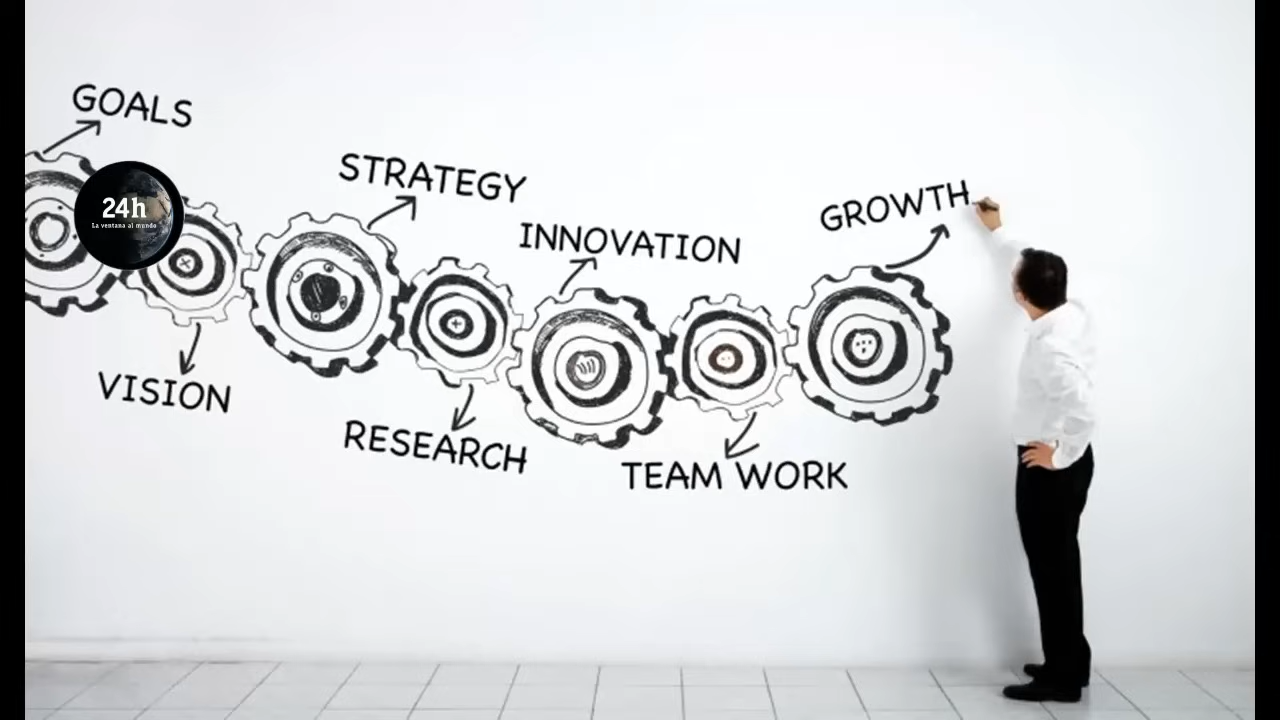 GOALS
24h
La ventana al mundo
STRATEGY
GROWTH
INNOVATION
VISION
RESEARCH
TEAM WORK